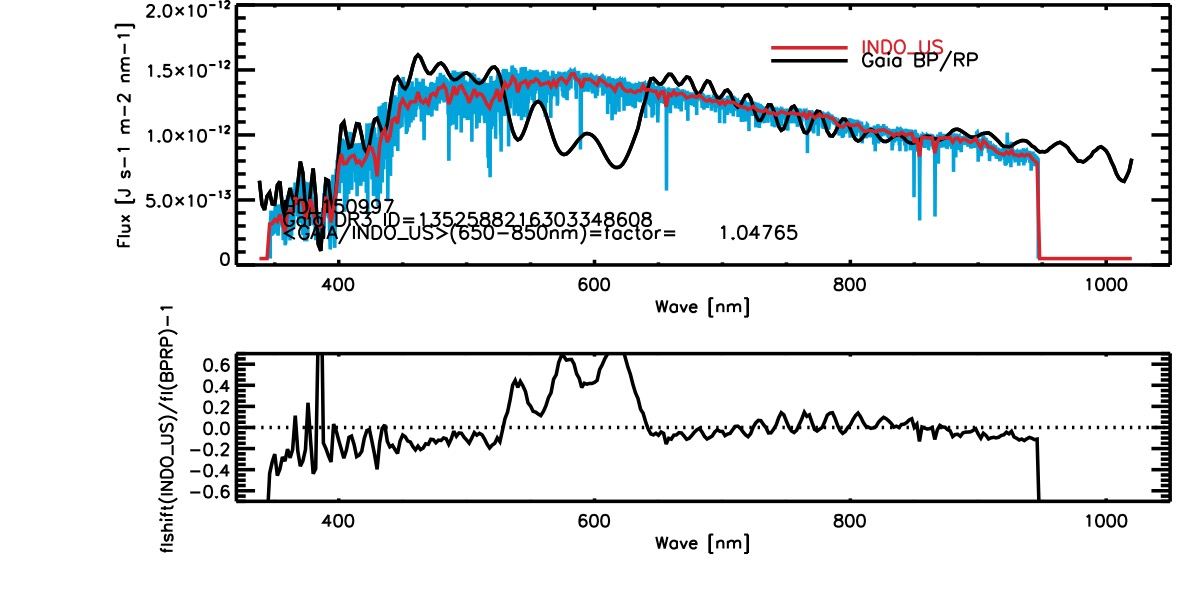 2.0×10⁻¹²
1.5×10⁻¹²
1.0×10⁻¹²
5.0×10⁻¹³
0
Flux [J s−1 m−2 nm−1]
INDO_US
Gaia BP/RP
HD_150997
Gaia DR3 ID=1352588216303348608
<GAIA/INDO_US>(650−850nm)=factor= 1.04765
400 600 800 1000
Wave [nm]
0.6
0.4
0.2
0.0
−0.2
−0.4
−0.6
flshift(INDO_US)/fl(BPRP)−1
400 600 800 1000
Wave [nm]